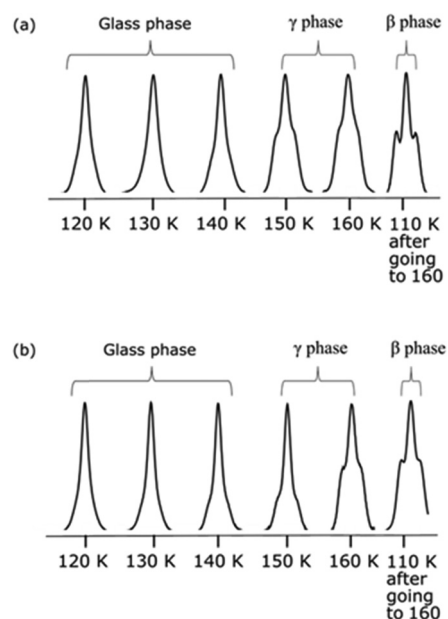 (a)
Glass phase
γ phase
β phase
120 K
130 K
140 K
150 K
160 K
110 K
after
going
to 160
(b)
Glass phase
γ phase
β phase
120 K
130 K
140 K
150 K
160 K
110 K
after
going
to 160